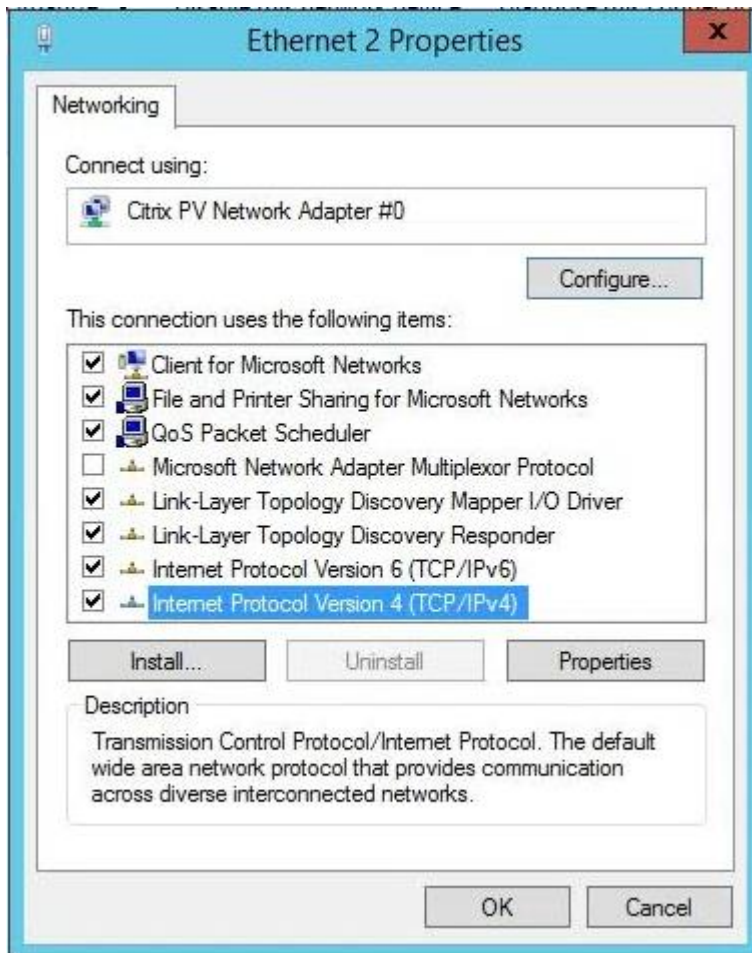 Ethernet 2 Properties
x
Networking
Connect using:
Citrix PV Network Adapter #0
Configure...
This connection uses the following items:
Client for Microsoft Networks
File and Printer Sharing for Microsoft Networks
QoS Packet Scheduler
Microsoft Network Adapter Multiplexor Protocol
Link-Layer Topology Discovery Mapper I/O Driver
Link-Layer Topology Discovery Responder
Internet Protocol Version 6 (TCP/IPv6)
Internet Protocol Version 4 (TCP/IPv4)
Install... Uninstall Properties
Description
Transmission Control Protocol/Internet Protocol. The default
wide area network protocol that provides communication
across diverse interconnected networks.
OK Cancel